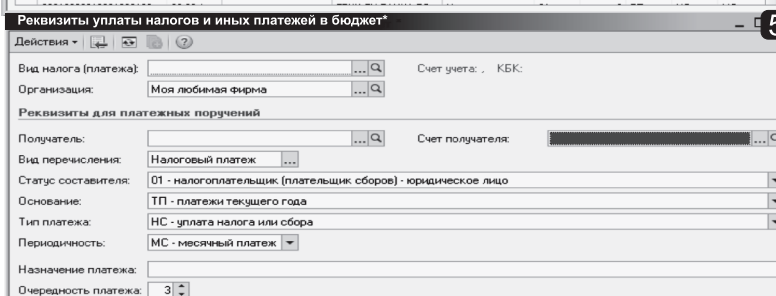 Реквизиты уплаты налогов и иных платежей в бюджет*
5
Действия
Вид налога (платежа): ... Счет учета: , КБК:
Организация: Моя любимая фирма ...
Реквизиты для платежных поручений
Получатель: ... Счет получателя: ...
Вид перечисления: Налоговый платеж ...
Статус составителя: 01 - налогоплательщик (плательщик сборов) - юридическое лицо
Основание: ТП - платежи текущего года
Тип платежа: НС - уплата налога или сбора
Периодичность: МС - месячный платеж
Назначение платежа:
Очередность платежа: 3